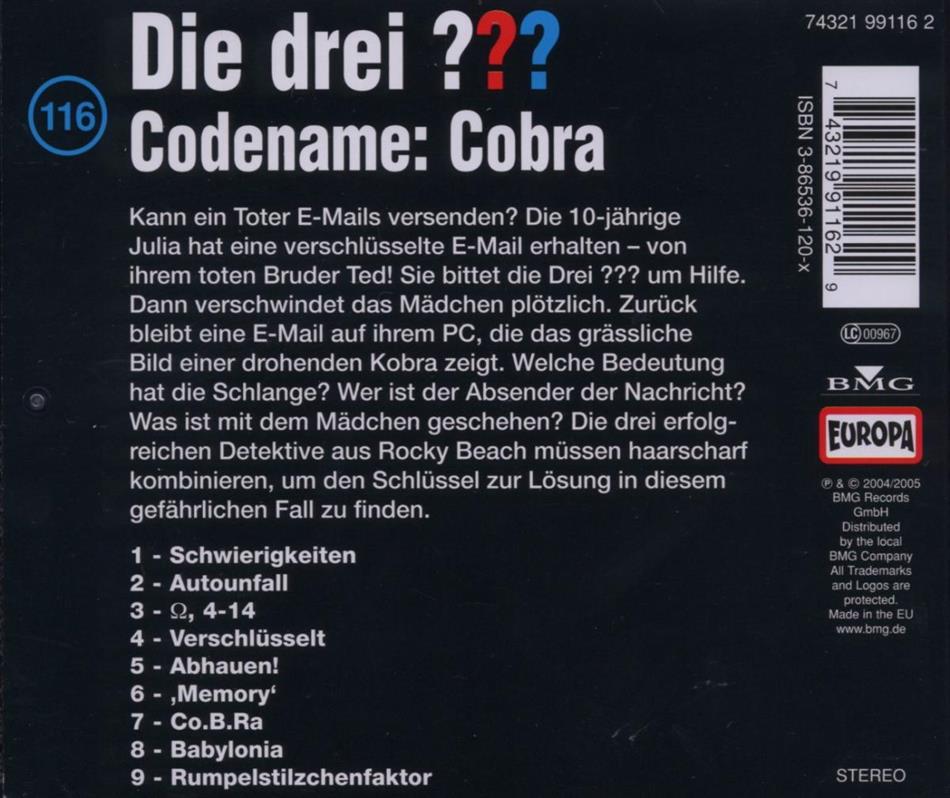 Die drei ???
Codename: Cobra
116
Kann ein Toter E-Mails versenden? Die 10-jährige
Julia hat eine verschlüsselte E-Mail erhalten – von
ihrem toten Bruder Ted! Sie bittet die Drei ??? um Hilfe.
Dann verschwindet das Mädchen plötzlich. Zurück
bleibt eine E-Mail auf ihrem PC, die das grässliche
Bild einer drohenden Kobra zeigt. Welche Bedeutung
hat die Schlange? Wer ist der Absender der Nachricht?
Was ist mit dem Mädchen geschehen? Die drei erfolg-
reichen Detektive aus Rocky Beach müssen haarscharf
kombinieren, um den Schlüssel zur Lösung in diesem
gefährlichen Fall zu finden.
1 - Schwierigkeiten
2 - Autounfall
3 - Ω, 4-14
4 - Verschlüsselt
5 - Abhauen!
6 - ‚Memory‘
7 - Co.B.Ra
8 - Babylonia
9 - Rumpelstilzchenfaktor
74321 99116 2
7 43219 91162 9
ISBN 3-86536-120-x
LC 00967
BMG
EUROPA
℗ & © 2004/2005
BMG Records
GmbH
Distributed
by the local
BMG Company
All Trademarks
and Logos are
protected.
Made in the EU
www.bmg.de
STEREO